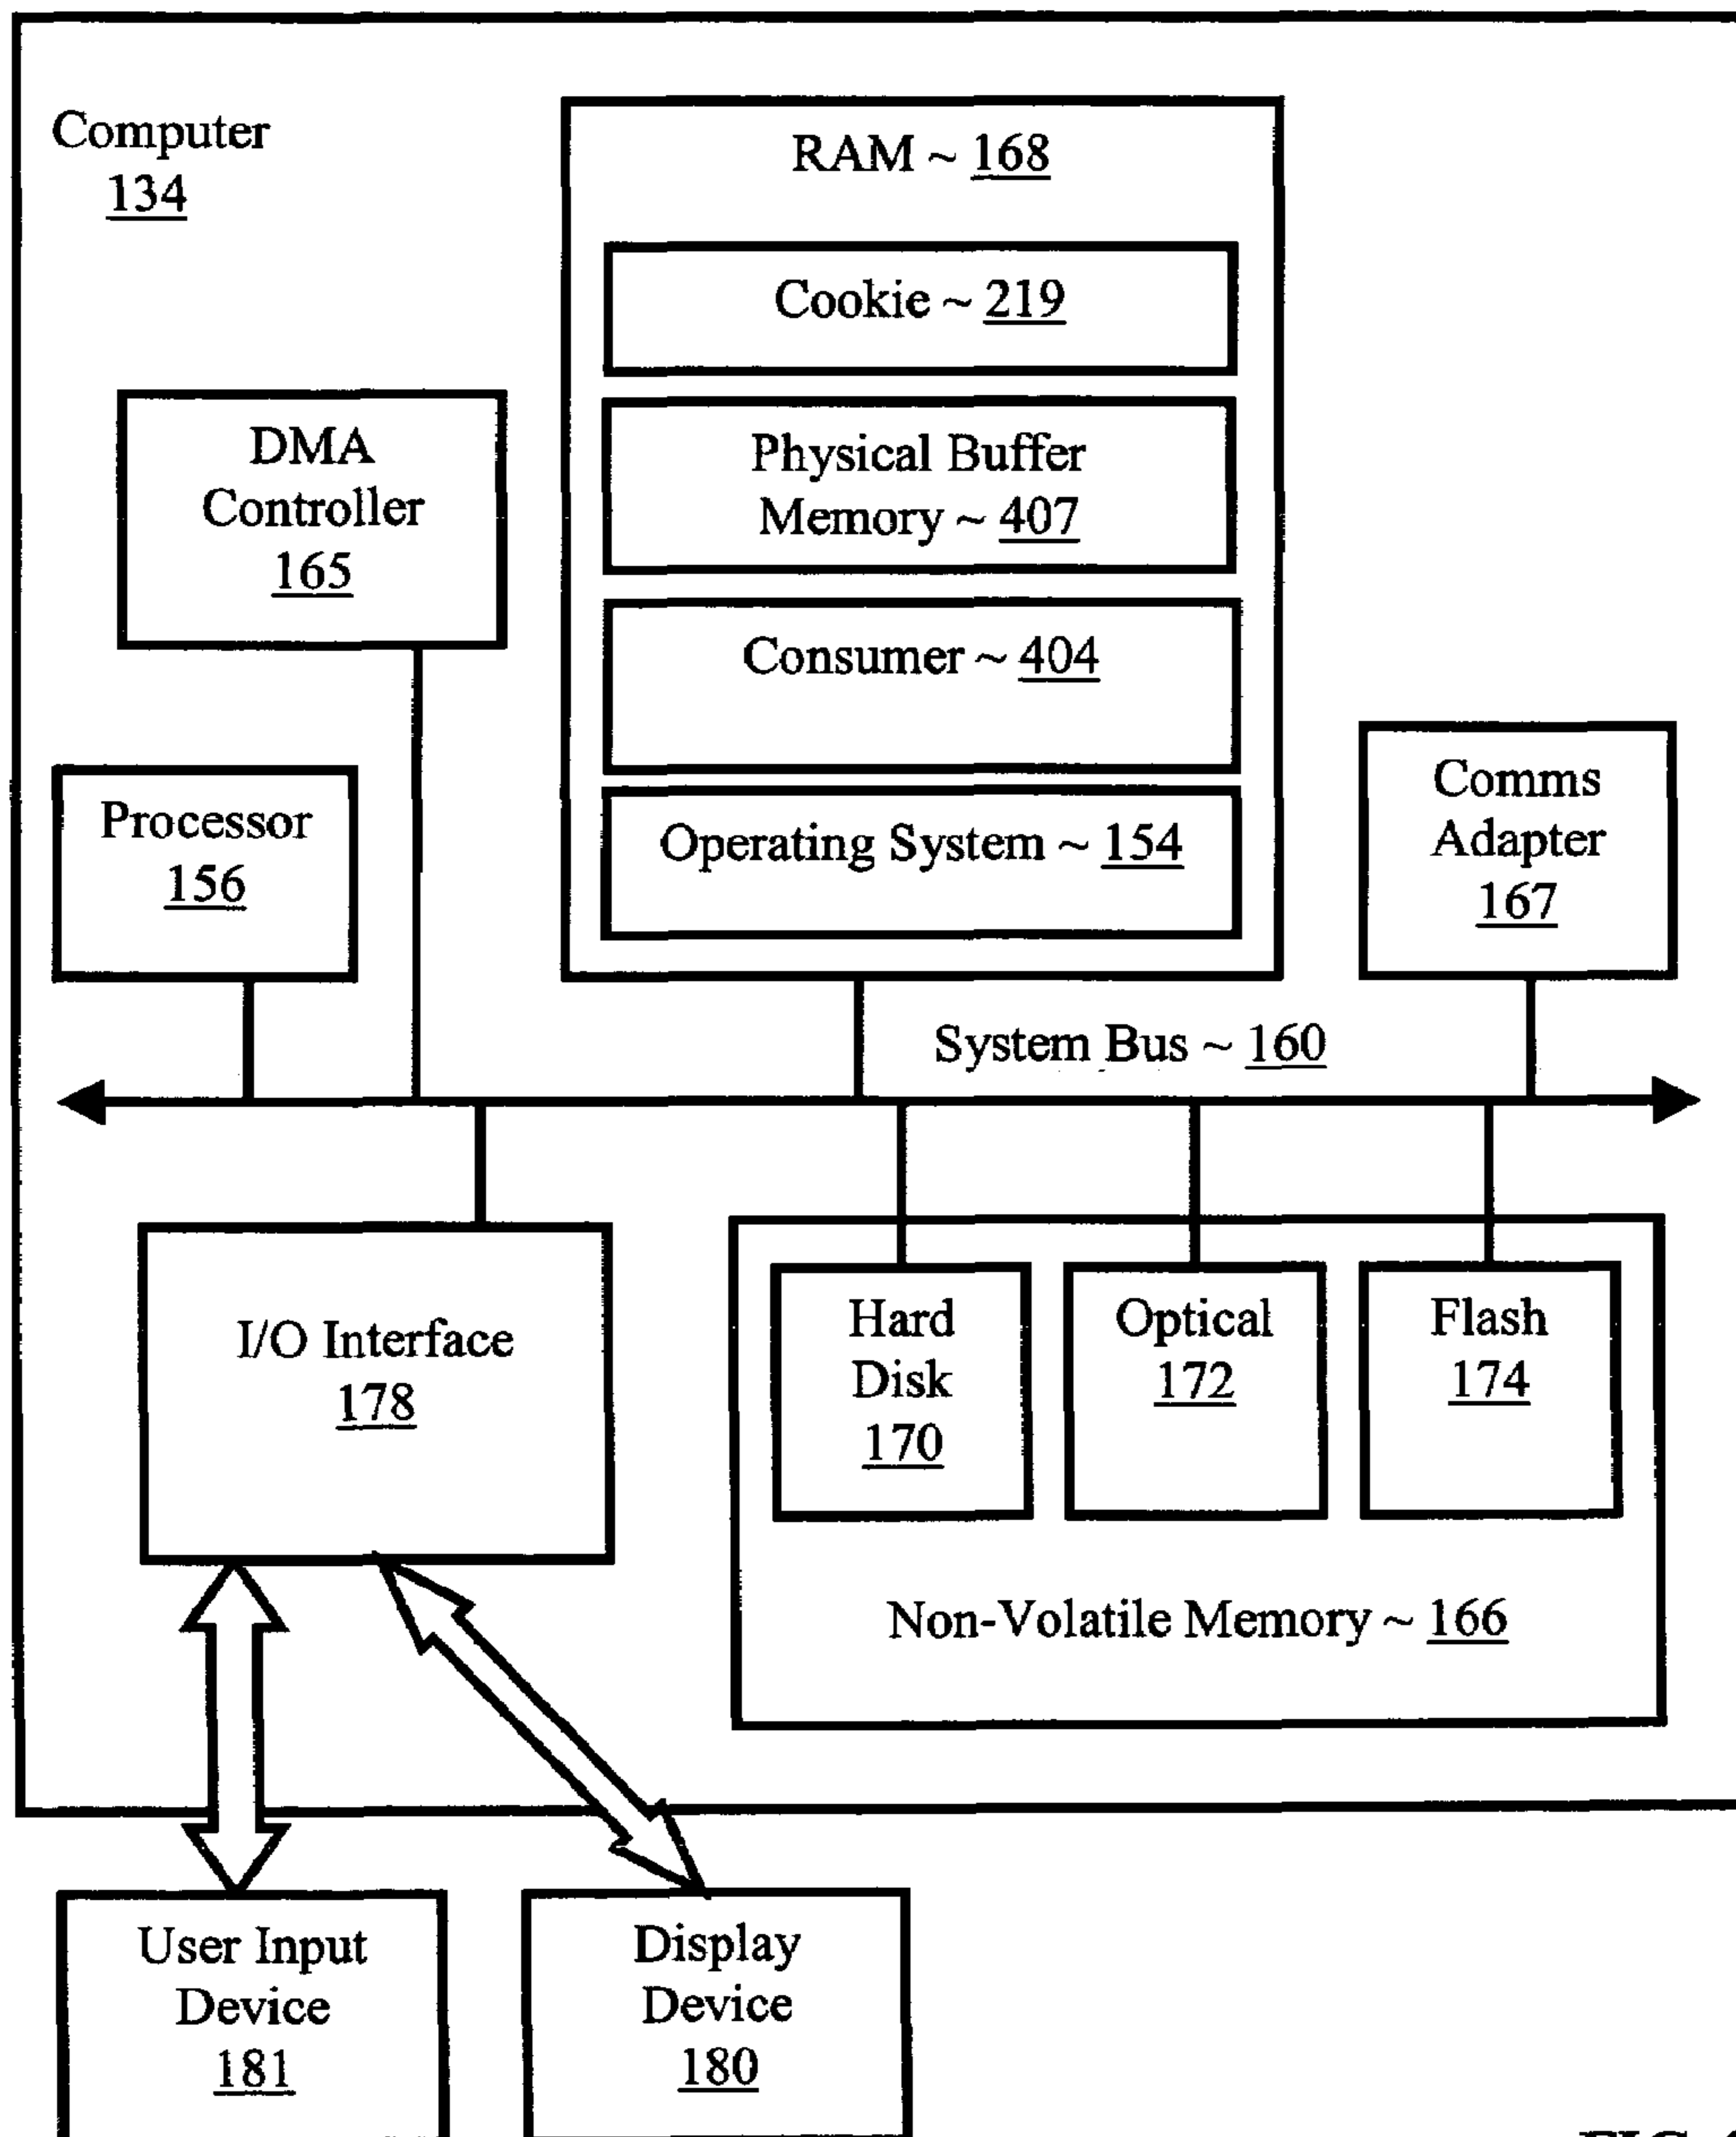 Computer
134
RAM ~ 168
Cookie ~ 219
Physical Buffer
Memory ~ 407
Consumer ~ 404
Operating System ~ 154
DMA
Controller
165
Processor
156
Comms
Adapter
167
System Bus ~ 160
I/O Interface
178
Hard
Disk
170
Optical
172
Flash
174
Non-Volatile Memory ~ 166
User Input
Device
181
Display
Device
180